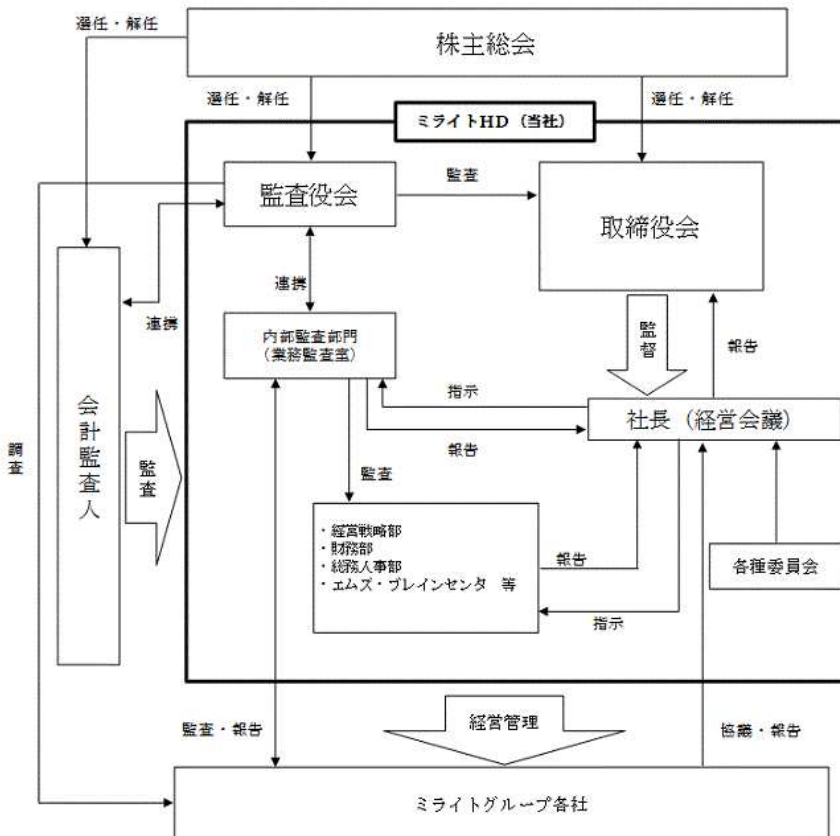 選任・解任
株主総会
選任・解任
選任・解任
ミライトHD（当社）
監査役会
監査
取締役会
連携
連携
内部監査部門
（業務監査室）
監督
報告
指示
社長（経営会議）
会計監査人
監査
調査
報告
監査
・経営戦略部
・財務部
・総務人事部
・エムズ・ブレインセンタ　等
報告
各種委員会
指示
監査・報告
経営管理
協議・報告
ミライトグループ各社